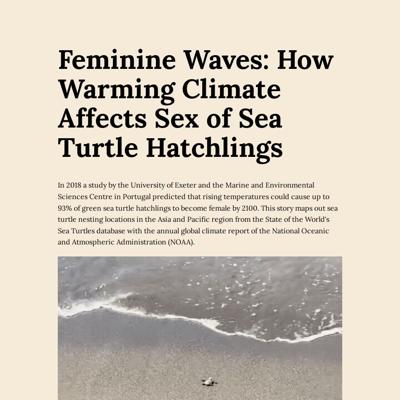 Feminine Waves: How
Warming Climate
Affects Sex of Sea
Turtle Hatchlings
In 2018 a study by the University of Exeter and the Marine and Environmental
Sciences Centre in Portugal predicted that rising temperatures could cause up to
93% of green sea turtle hatchlings to become female by 2100. This story maps out sea
turtle nesting locations in the Asia and Pacific region from the State of the World's
Sea Turtles database with the annual global climate report of the National Oceanic
and Atmospheric Administration (NOAA).